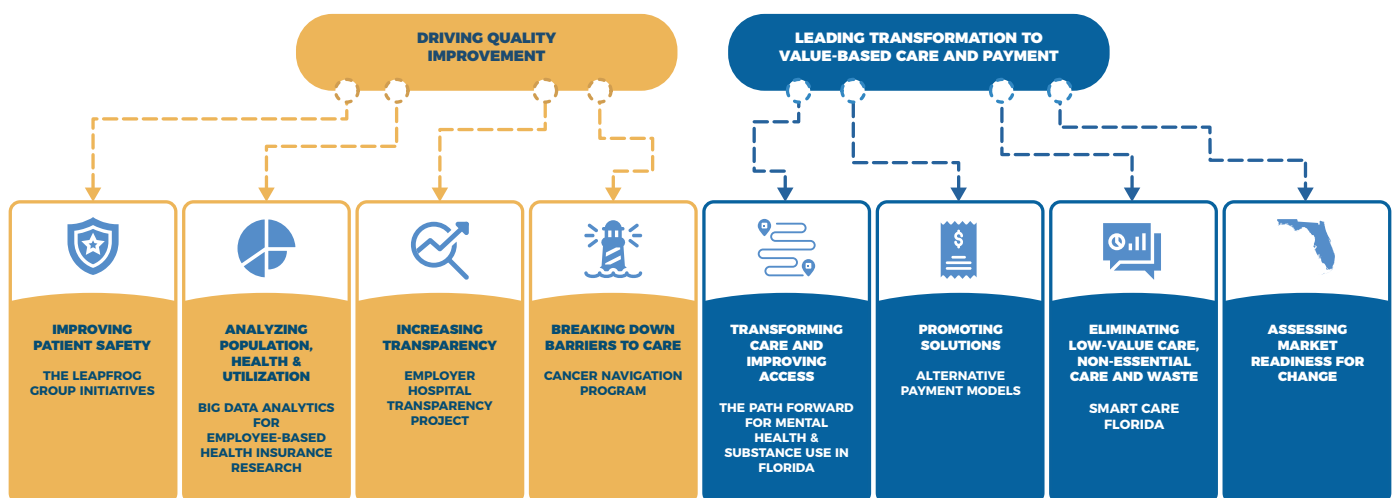 DRIVING QUALITY
IMPROVEMENT
LEADING TRANSFORMATION TO
VALUE-BASED CARE AND PAYMENT
IMPROVING
PATIENT SAFETY
THE LEAPFROG
GROUP INITIATIVES
ANALYZING
POPULATION,
HEALTH &
UTILIZATION
BIG DATA ANALYTICS
FOR
EMPLOYEE-BASED
HEALTH INSURANCE
RESEARCH
INCREASING
TRANSPARENCY
EMPLOYER
HOSPITAL
TRANSPARENCY
PROJECT
BREAKING DOWN
BARRIERS TO CARE
CANCER NAVIGATION
PROGRAM
TRANSFORMING
CARE AND
IMPROVING
ACCESS
THE PATH FORWARD
FOR MENTAL
HEALTH &
SUBSTANCE USE IN
FLORIDA
$
PROMOTING
SOLUTIONS
ALTERNATIVE
PAYMENT MODELS
ELIMINATING
LOW-VALUE CARE,
NON-ESSENTIAL
CARE AND WASTE
SMART CARE
FLORIDA
ASSESSING
MARKET
READINESS FOR
CHANGE